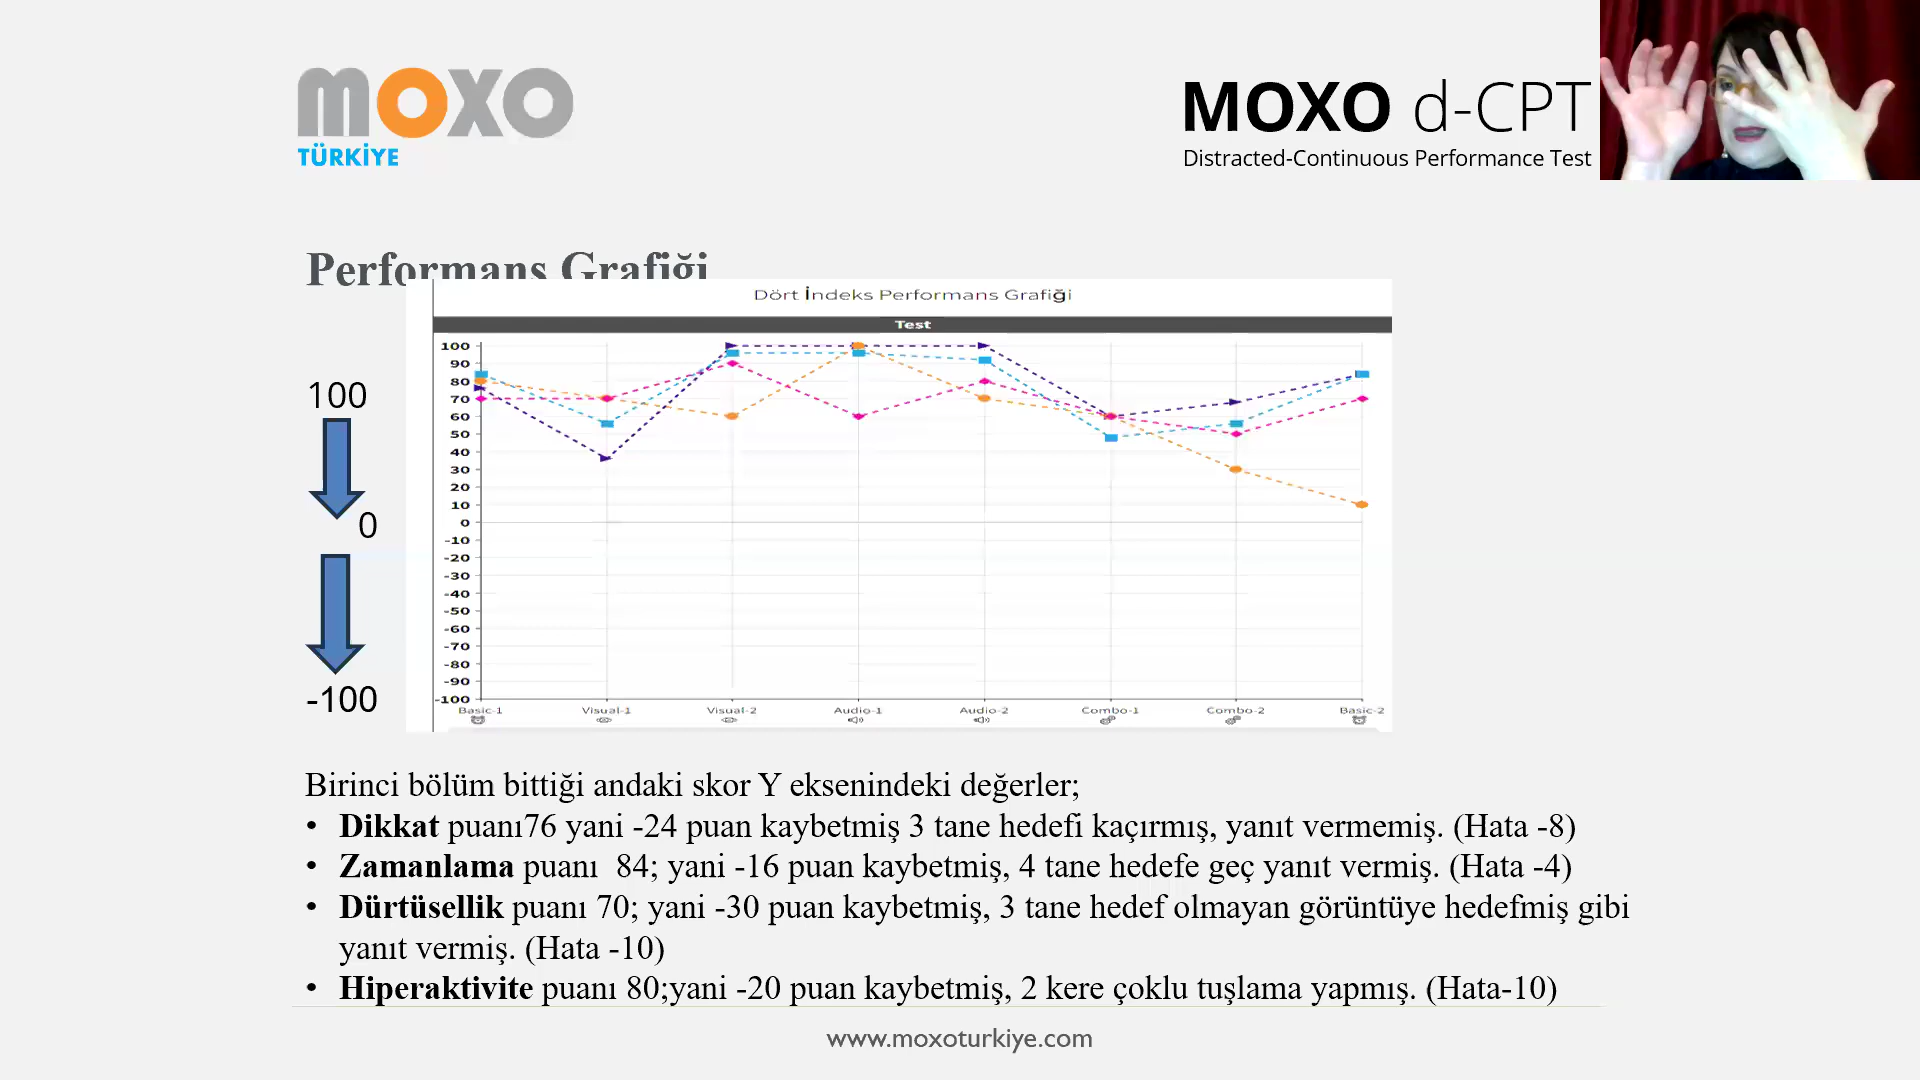 moxo
TÜRKİYE
MOXO d-CPT
Distracted-Continuous Performance Test
Performans Grafiği
Dört İndeks Performans Grafiği
Test
100
90
80
70
60
50
40
30
20
10
0
-10
-20
-30
-40
-50
-60
-70
-80
-90
-100
Basic-1 Visual-1 Visual-2 Audio-1 Audio-2 Combo-1 Combo-2 Basic-2
100
0
-100
Birinci bölüm bittiği andaki skor Y eksenindeki değerler;
• Dikkat puanı76 yani -24 puan kaybetmiş 3 tane hedefi kaçırmış, yanıt vermemiş. (Hata -8)
• Zamanlama puanı 84; yani -16 puan kaybetmiş, 4 tane hedefe geç yanıt vermiş. (Hata -4)
• Dürtüsellik puanı 70; yani -30 puan kaybetmiş, 3 tane hedef olmayan görüntüye hedefmiş gibi
yanıt vermiş. (Hata -10)
• Hiperaktivite puanı 80;yani -20 puan kaybetmiş, 2 kere çoklu tuşlama yapmış. (Hata-10)
www.moxoturkiye.com